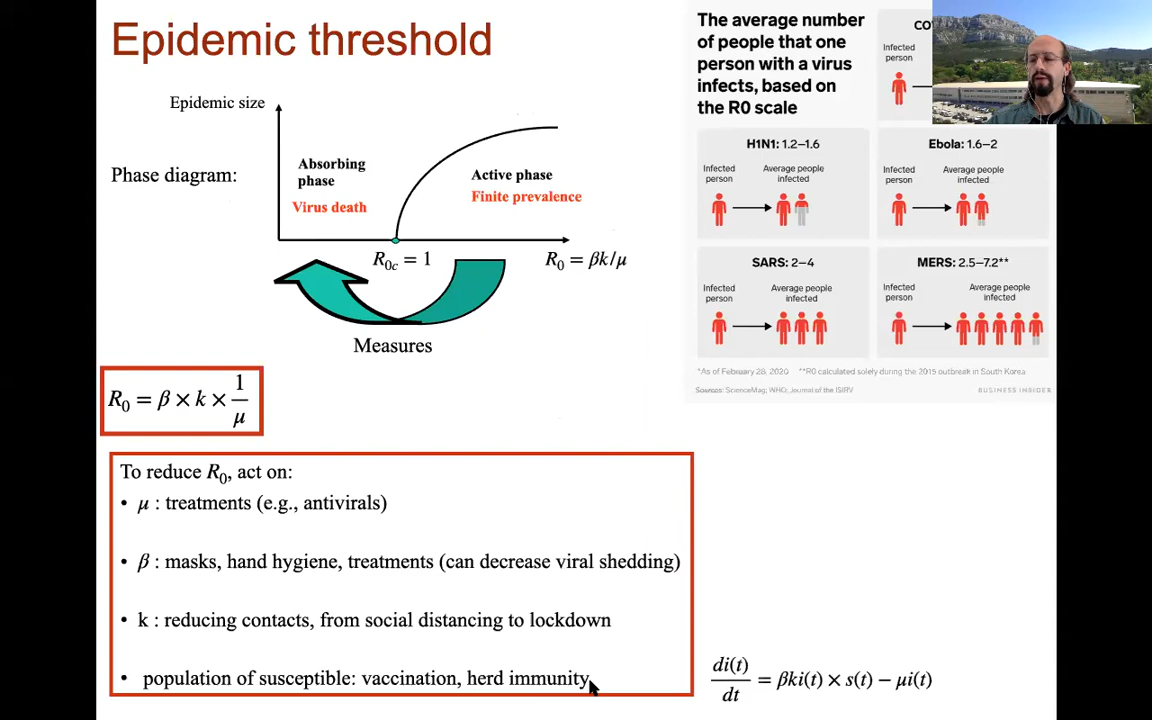 Epidemic threshold
Epidemic size
Phase diagram:
Absorbing
phase
Virus death
Active phase
Finite prevalence
R₀c = 1
R₀ = βk/μ
Measures
R₀ = β × k × 1/μ
To reduce R₀, act on:
• μ : treatments (e.g., antivirals)
• β : masks, hand hygiene, treatments (can decrease viral shedding)
• k : reducing contacts, from social distancing to lockdown
• population of susceptible: vaccination, herd immunity
The average number
of people that one
person with a virus
infects, based on
the R0 scale
CO
Infected
person
H1N1: 1.2–1.6
Infected
person
Average people
infected
Ebola: 1.6–2
Infected
person
Average people
infected
SARS: 2–4
Infected
person
Average people
infected
MERS: 2.5–7.2**
Infected
person
Average people
infected
*As of February 28, 2020 **R0 calculated solely during the 2015 outbreak in South Korea
Sources: ScienceMag; WHO; Journal of the ISIRV
BUSINESS INSIDER
di(t)/dt = βki(t) × s(t) − μi(t)